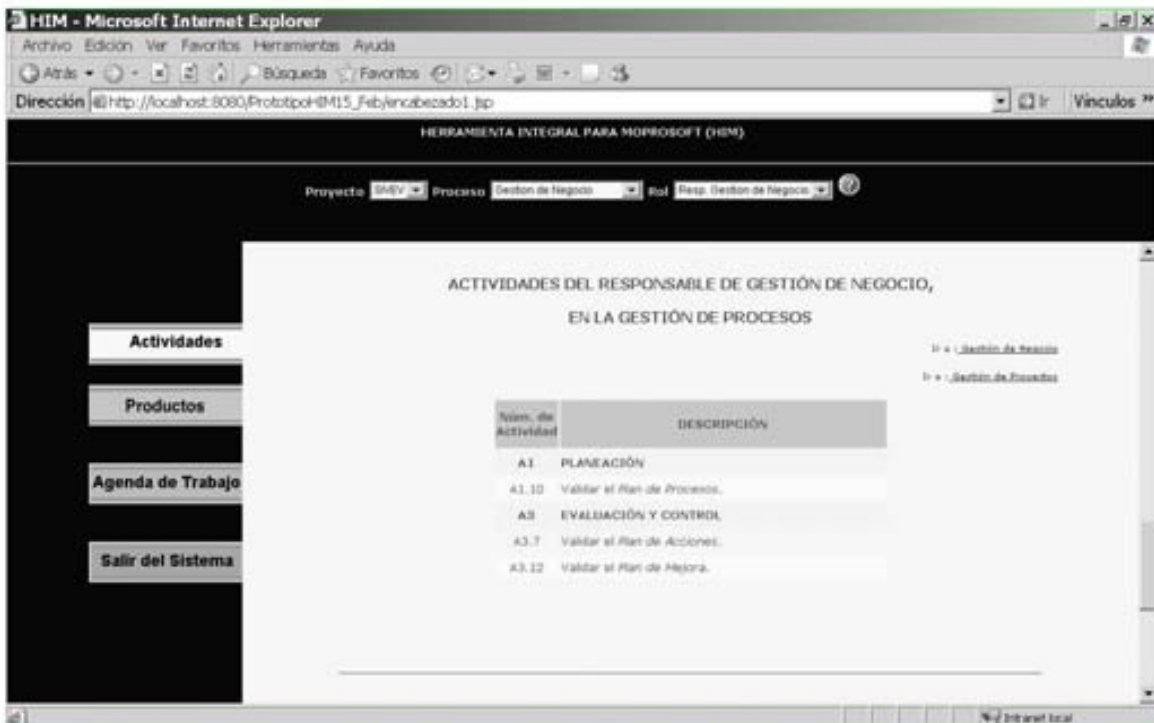 HIM - Microsoft Internet Explorer
Archivo Edición Ver Favoritos Herramientas Ayuda
Atrás Búsqueda Favoritos
Dirección http://localhost:8080/PrototipoHIM15_Feb/encabezado1.jsp Ir Vínculos »
HERRAMIENTA INTEGRAL PARA MOPROSOFT (HIM)
Proyecto Proceso Gestion de Negocio Rol Resp. Gestion de Negocio
ACTIVIDADES DEL RESPONSABLE DE GESTIÓN DE NEGOCIO,
EN LA GESTIÓN DE PROCESOS
Ir a : Gestión de Negocio
Ir a : Gestión de Proyectos
Actividades
Productos
Agenda de Trabajo
Salir del Sistema
Núm. de Actividad DESCRIPCIÓN
A1 PLANEACIÓN
A1.10 Validar el Plan de Procesos.
A3 EVALUACIÓN Y CONTROL
A3.7 Validar el Plan de Acciones.
A3.12 Validar el Plan de Mejora.
Intranet local